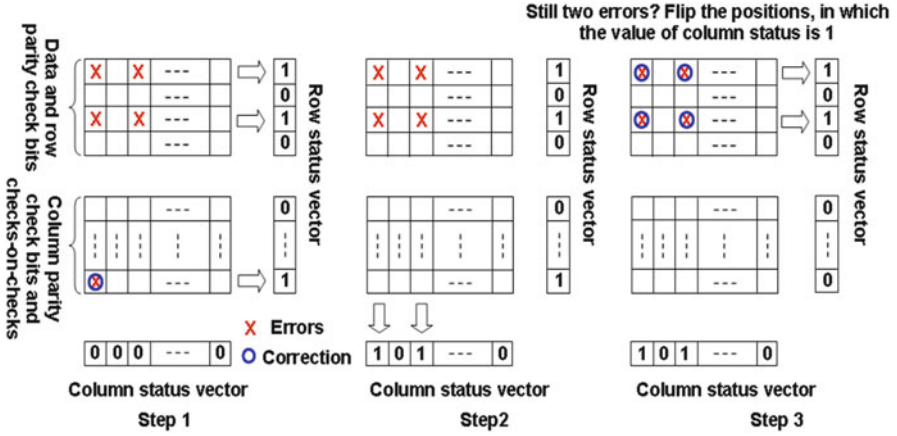 Still two errors? Flip the positions, in which
the value of column status is 1
Data and row
parity check bits
Column parity
check bits and
checks-on-checks
X X --- 1
--- 0
X X --- 1
--- 0
Row status vector
--- 0
X --- 1
0 0 0 --- 0
Column status vector
Step 1
X Errors
O Correction
X X --- 1
--- 0
X X --- 1
--- 0
Row status vector
--- 0
--- 1
1 0 1 --- 0
Column status vector
Step2
X X --- 1
--- 0
X X --- 1
--- 0
Row status vector
--- 0
--- 0
1 0 1 --- 0
Column status vector
Step 3